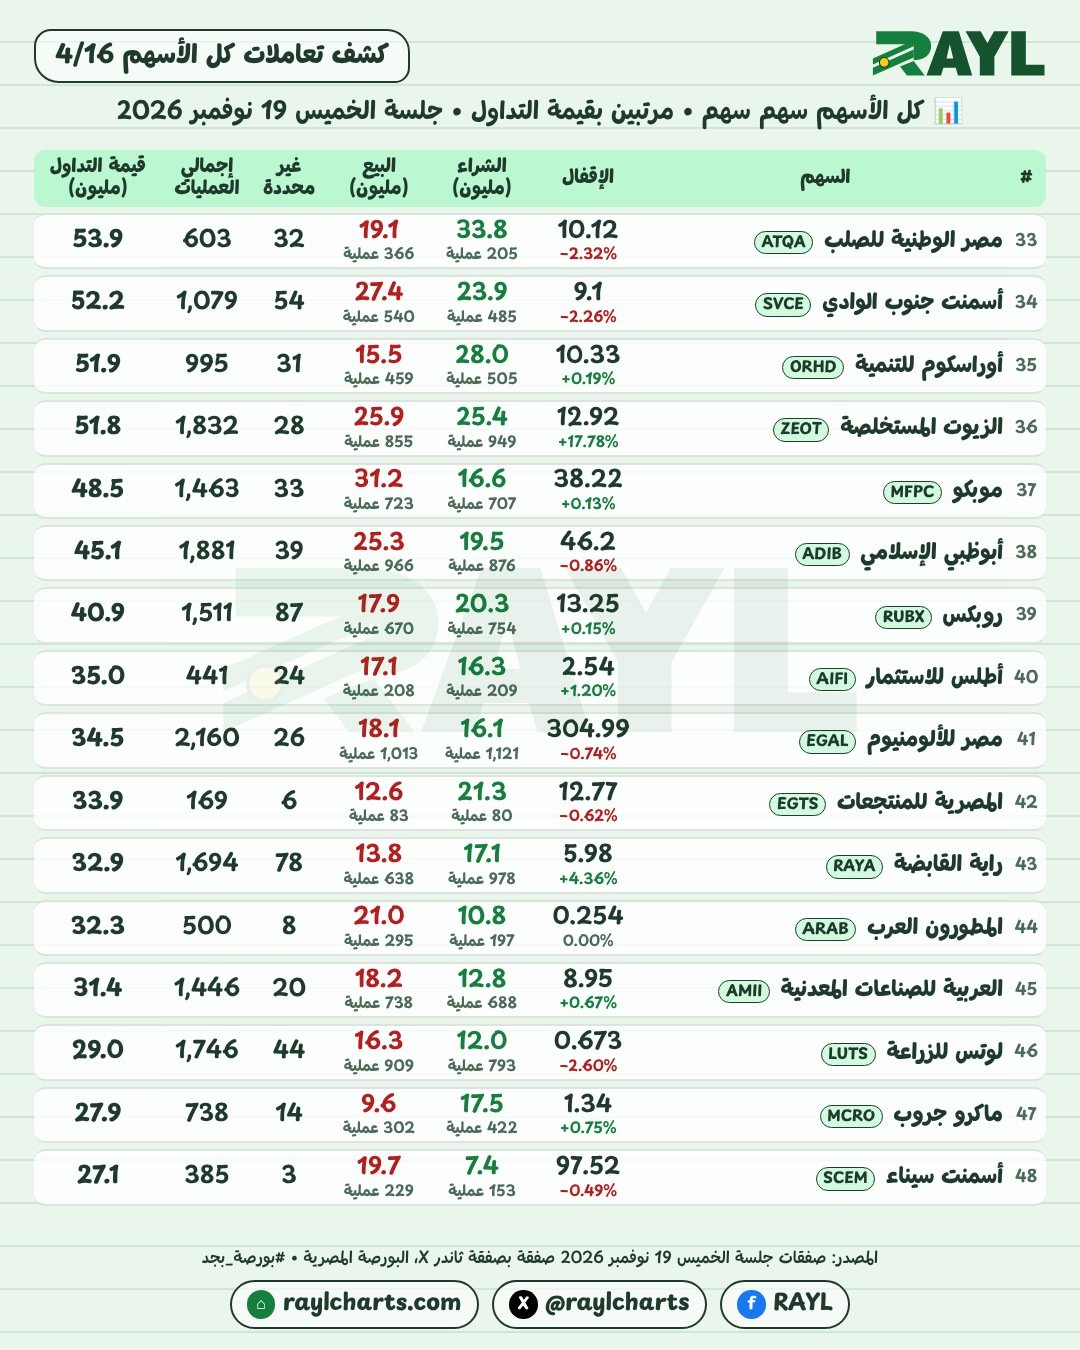 RAYL
كشف تعاملات كل الأسهم 4/16
📊 كل الأسهم سهم سهم • مرتبين بقيمة التداول • جلسة الخميس 19 نوفمبر 2026
# السهم الإقفال الشراء (مليون) البيع (مليون) غير محددة إجمالي العمليات قيمة التداول (مليون)
33 مصر الوطنية للصلب ATQA 10.12 33.8 19.1 32 603 53.9
-2.32% 205 عملية 366 عملية
34 أسمنت جنوب الوادي SVCE 9.1 23.9 27.4 54 1,079 52.2
-2.26% 485 عملية 540 عملية
35 أوراسكوم للتنمية ORHD 10.33 28.0 15.5 31 995 51.9
+0.19% 505 عملية 459 عملية
36 الزيوت المستخلصة ZEOT 12.92 25.4 25.9 28 1,832 51.8
+17.78% 949 عملية 855 عملية
37 موبكو MFPC 38.22 16.6 31.2 33 1,463 48.5
+0.13% 707 عملية 723 عملية
38 أبوظبي الإسلامي ADIB 46.2 19.5 25.3 39 1,881 45.1
-0.86% 876 عملية 966 عملية
39 روبكس RUBX 13.25 20.3 17.9 87 1,511 40.9
+0.15% 754 عملية 670 عملية
40 أطلس للاستثمار AIFI 2.54 16.3 17.1 24 441 35.0
+1.20% 209 عملية 208 عملية
41 مصر للألومنيوم EGAL 304.99 16.1 18.1 26 2,160 34.5
-0.74% 1,121 عملية 1,013 عملية
42 المصرية للمنتجعات EGTS 12.77 21.3 12.6 6 169 33.9
-0.62% 80 عملية 83 عملية
43 راية القابضة RAYA 5.98 17.1 13.8 78 1,694 32.9
+4.36% 978 عملية 638 عملية
44 المطورون العرب ARAB 0.254 10.8 21.0 8 500 32.3
0.00% 197 عملية 295 عملية
45 العربية للصناعات المعدنية AMII 8.95 12.8 18.2 20 1,446 31.4
+0.67% 688 عملية 738 عملية
46 لوتس للزراعة LUTS 0.673 12.0 16.3 44 1,746 29.0
-2.60% 793 عملية 909 عملية
47 ماكرو جروب MCRO 1.34 17.5 9.6 14 738 27.9
+0.75% 422 عملية 302 عملية
48 أسمنت سيناء SCEM 97.52 7.4 19.7 3 385 27.1
-0.49% 153 عملية 229 عملية
RAYL
المصدر: صفقات جلسة الخميس 19 نوفمبر 2026 صفقة بصفقة ثاندر X، البورصة المصرية • #بورصة_بجد
raylcharts.com X @raylcharts f RAYL